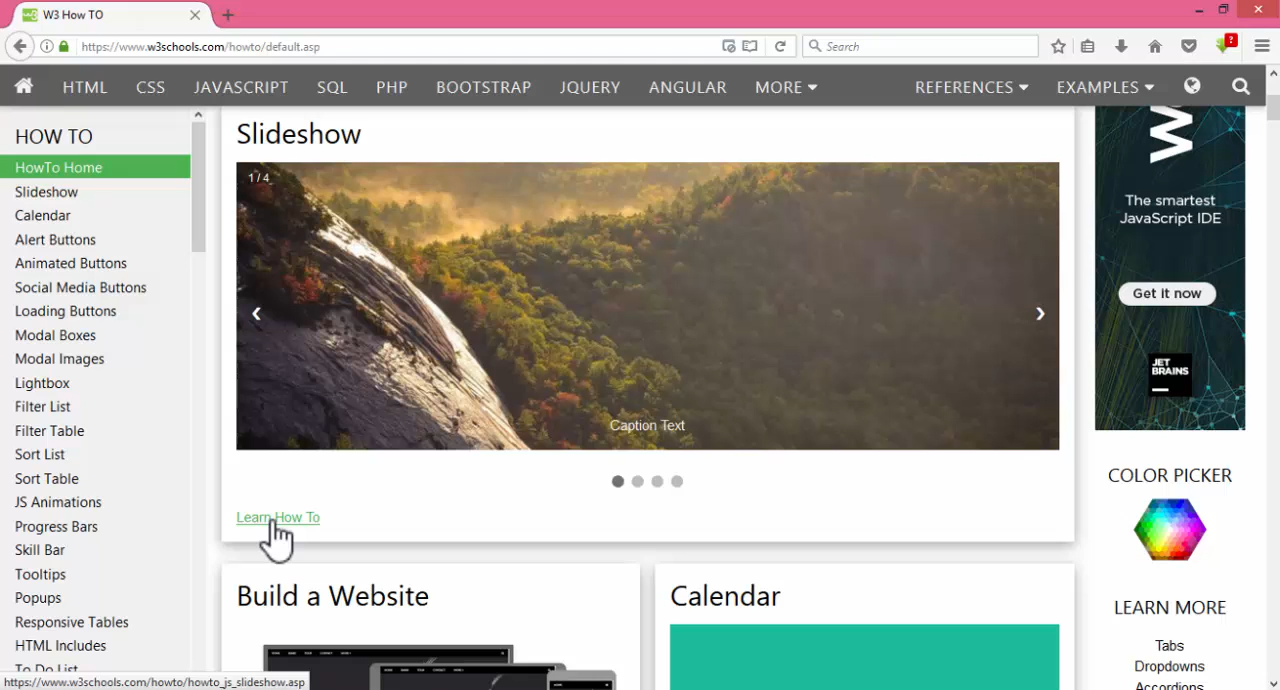 W3 How TO
https://www.w3schools.com/howto/default.asp
Search
?
HTML
CSS
JAVASCRIPT
SQL
PHP
BOOTSTRAP
JQUERY
ANGULAR
MORE
REFERENCES
EXAMPLES
HOW TO
HowTo Home
Slideshow
Calendar
Alert Buttons
Animated Buttons
Social Media Buttons
Loading Buttons
Modal Boxes
Modal Images
Lightbox
Filter List
Filter Table
Sort List
Sort Table
JS Animations
Progress Bars
Skill Bar
Tooltips
Popups
Responsive Tables
HTML Includes
To Do List
https://www.w3schools.com/howto/howto_js_slideshow.asp
Slideshow
1 / 4
Caption Text
Learn How To
Build a Website
Calendar
The smartest
JavaScript IDE
Get it now
JET
BRAINS
COLOR PICKER
LEARN MORE
Tabs
Dropdowns
Accordions